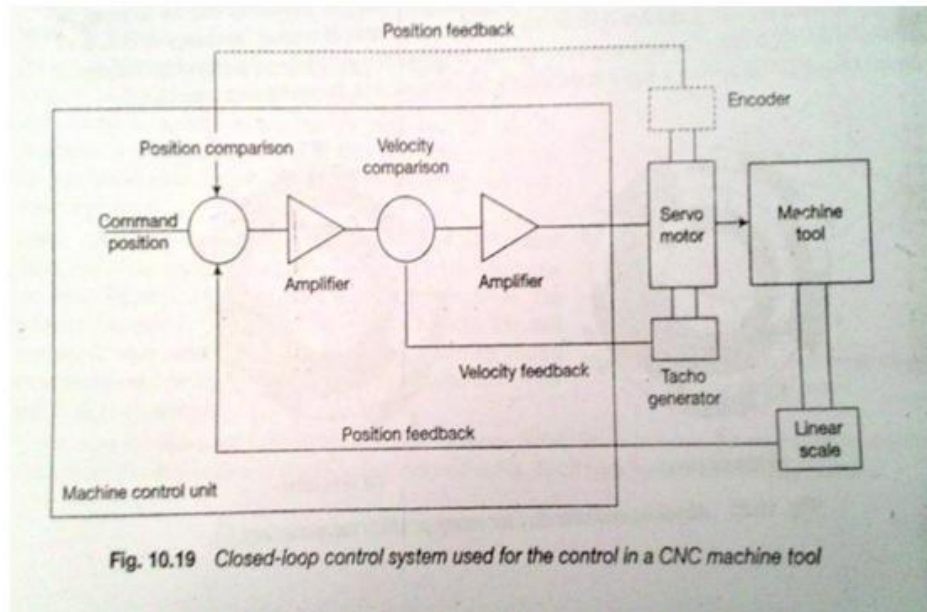 Position feedback
Encoder
Position comparison
Velocity
comparison
Command
position
Amplifier
Amplifier
Servo
motor
Machine
tool
Velocity feedback
Tacho
generator
Position feedback
Linear
scale
Machine control unit
Fig. 10.19 Closed-loop control system used for the control in a CNC machine tool